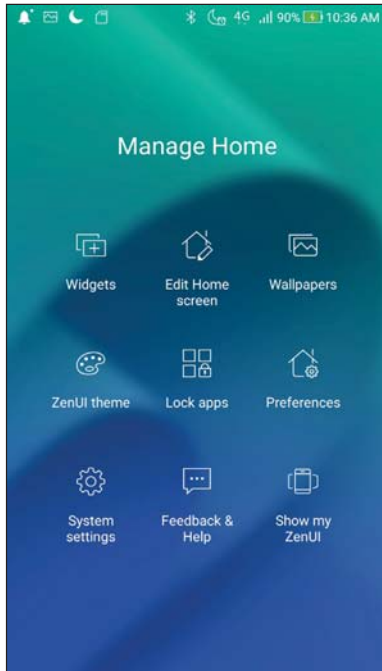 4G 90% 10:36 AM
Manage Home
Widgets
Edit Home
screen
Wallpapers
ZenUI theme
Lock apps
Preferences
System
settings
Feedback &
Help
Show my
ZenUI